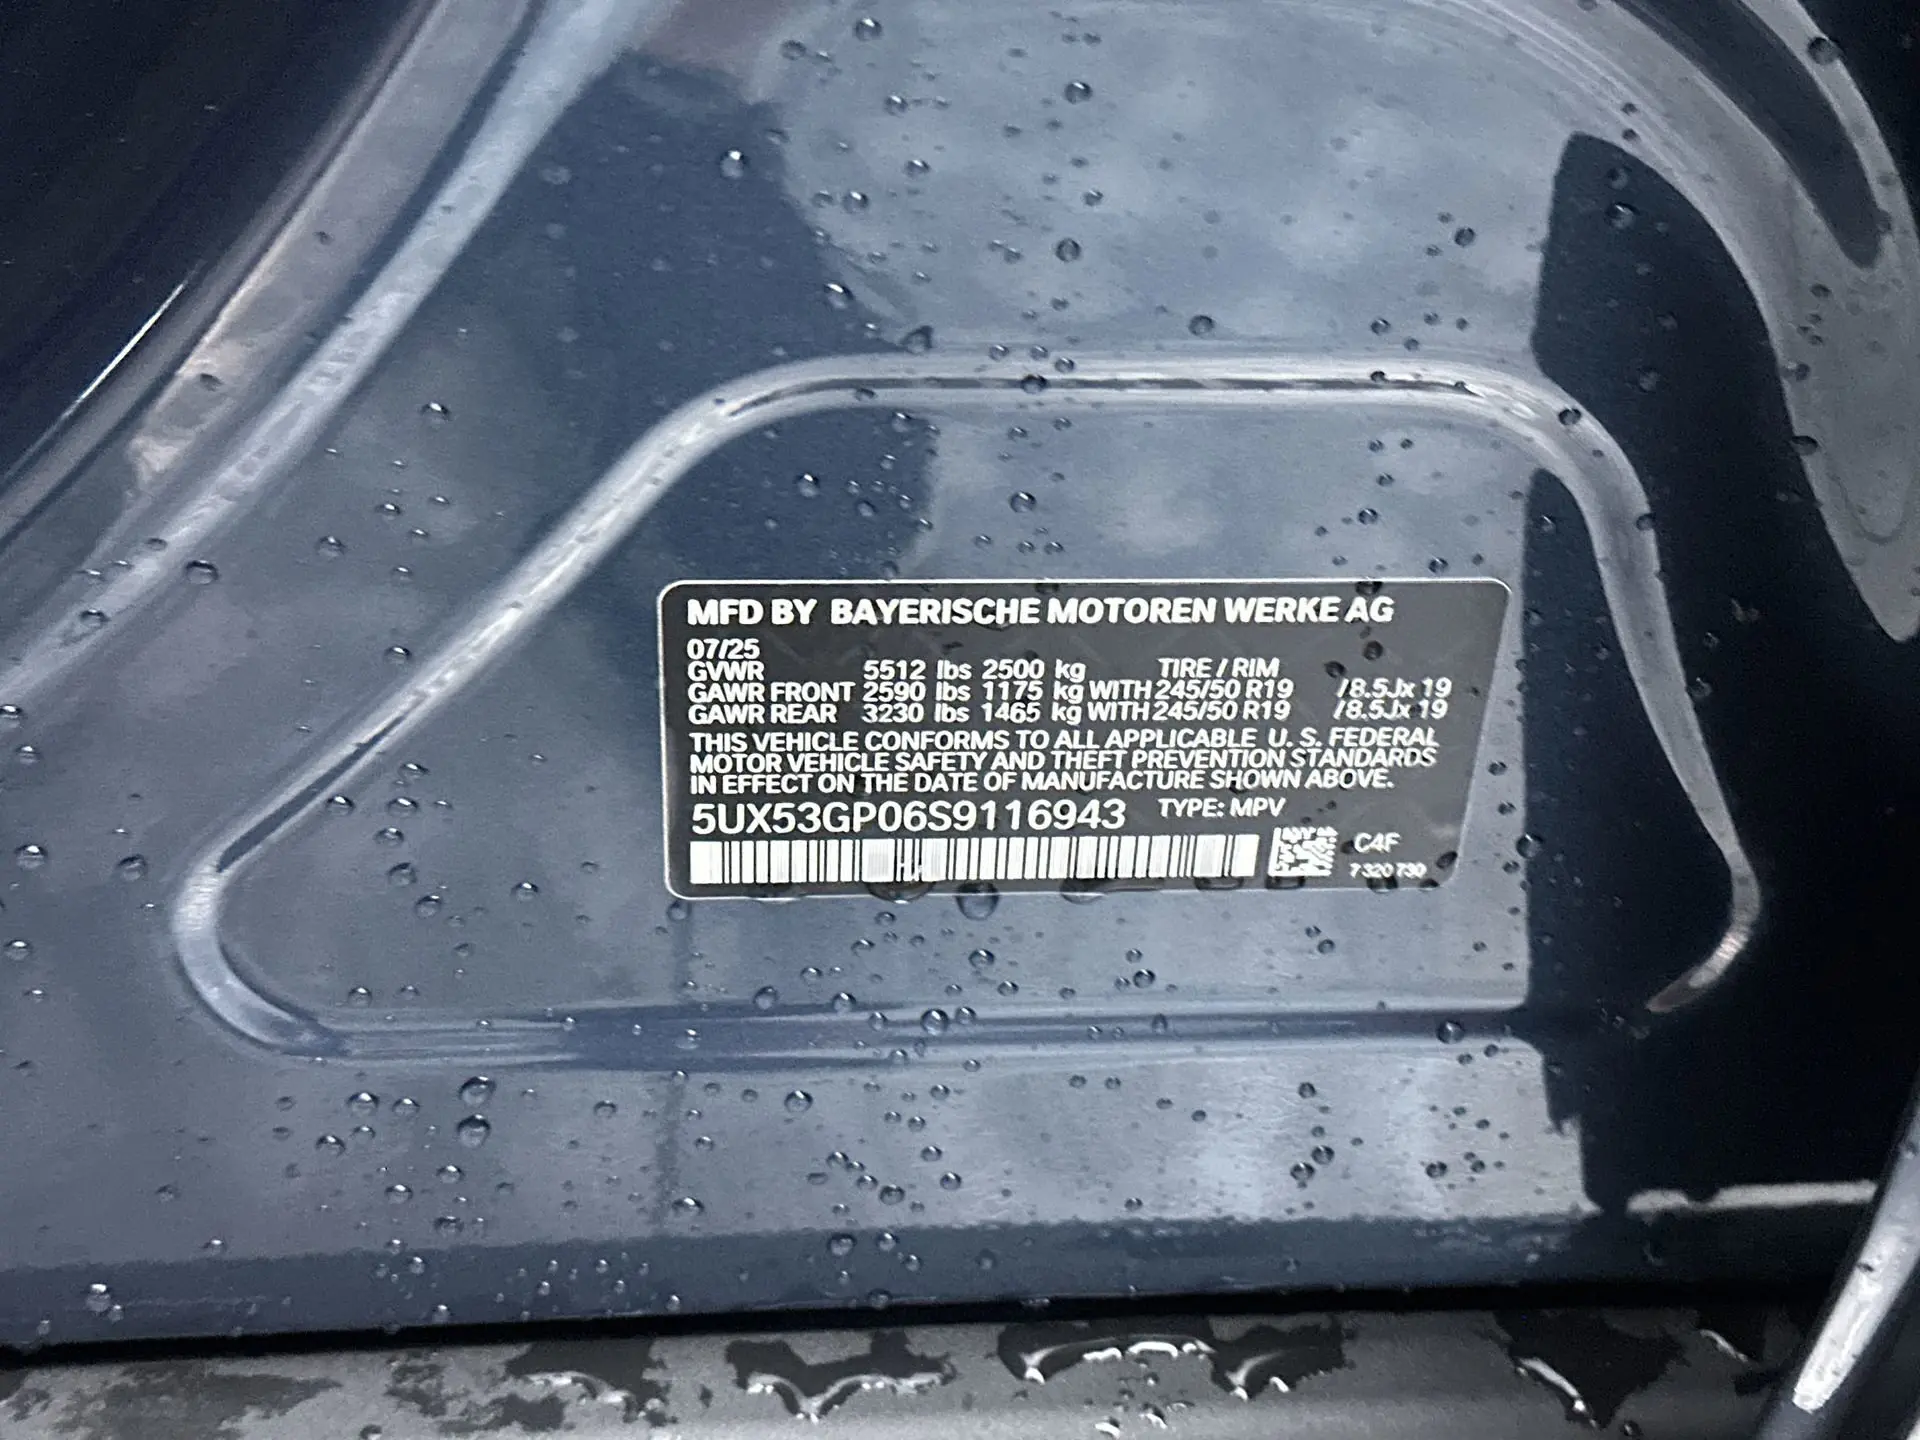 MFD BY BAYERISCHE MOTOREN WERKE AG
07/25
GVWR 5512 lbs 2500 kg TIRE / RIM
GAWR FRONT 2590 lbs 1175 kg WITH 245/50 R19 /8.5Jx 19
GAWR REAR 3230 lbs 1465 kg WITH 245/50 R19 /8.5Jx 19
THIS VEHICLE CONFORMS TO ALL APPLICABLE U. S. FEDERAL
MOTOR VEHICLE SAFETY AND THEFT PREVENTION STANDARDS
IN EFFECT ON THE DATE OF MANUFACTURE SHOWN ABOVE.
5UX53GP06S9116943 TYPE: MPV
C4F
7 320 730